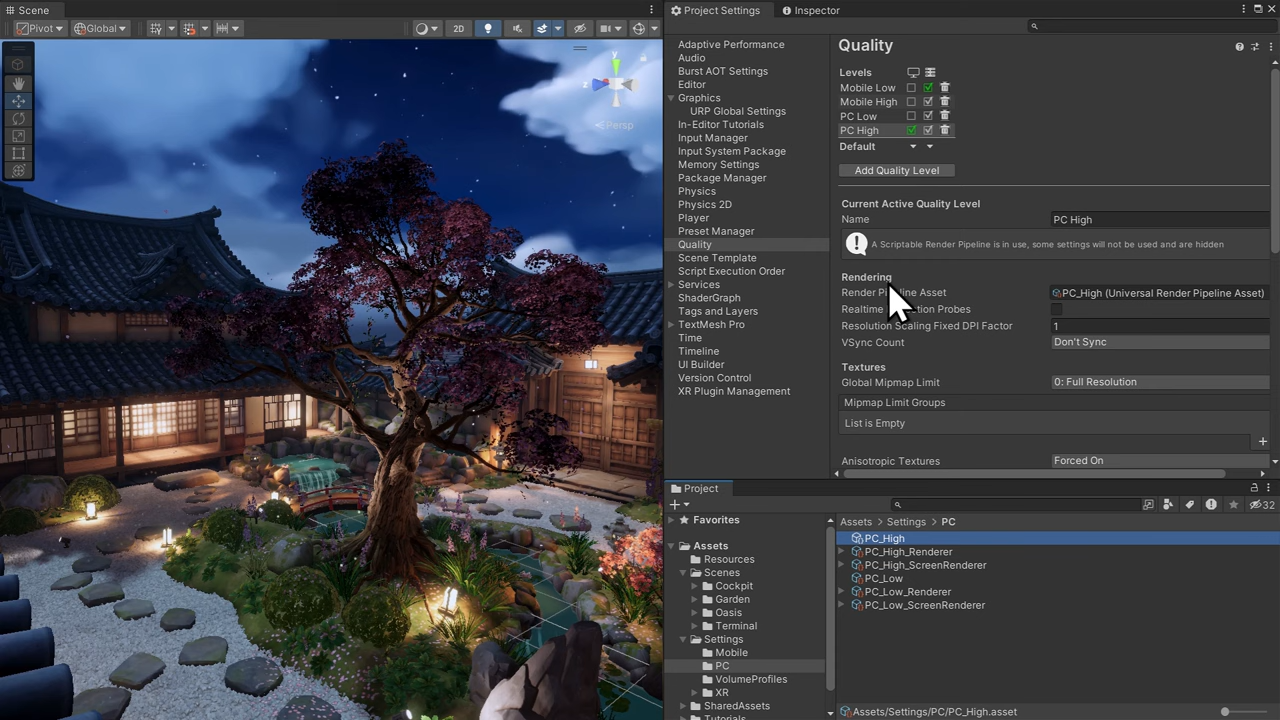 Scene
Pivot
Global
2D
y
z
Persp
Project Settings
Inspector
Adaptive Performance
Audio
Burst AOT Settings
Editor
Graphics
URP Global Settings
In-Editor Tutorials
Input Manager
Input System Package
Memory Settings
Package Manager
Physics
Physics 2D
Player
Preset Manager
Quality
Scene Template
Script Execution Order
Services
ShaderGraph
Tags and Layers
TextMesh Pro
Time
Timeline
UI Builder
Version Control
XR Plugin Management
Quality
Levels
Mobile Low
Mobile High
PC Low
PC High
Default
Add Quality Level
Current Active Quality Level
Name PC High
A Scriptable Render Pipeline is in use, some settings will not be used and are hidden
Rendering
Render Pipeline Asset PC_High (Universal Render Pipeline Asset)
Realtime Probes
Resolution Scaling Fixed DPI Factor 1
VSync Count Don't Sync
Textures
Global Mipmap Limit 0: Full Resolution
Mipmap Limit Groups
List is Empty
Anisotropic Textures Forced On
Project
32
Favorites
Assets
Resources
Scenes
Cockpit
Garden
Oasis
Terminal
Settings
Mobile
PC
VolumeProfiles
XR
SharedAssets
Tutorials
Assets > Settings > PC
PC_High
PC_High_Renderer
PC_High_ScreenRenderer
PC_Low
PC_Low_Renderer
PC_Low_ScreenRenderer
Assets/Settings/PC/PC_High.asset